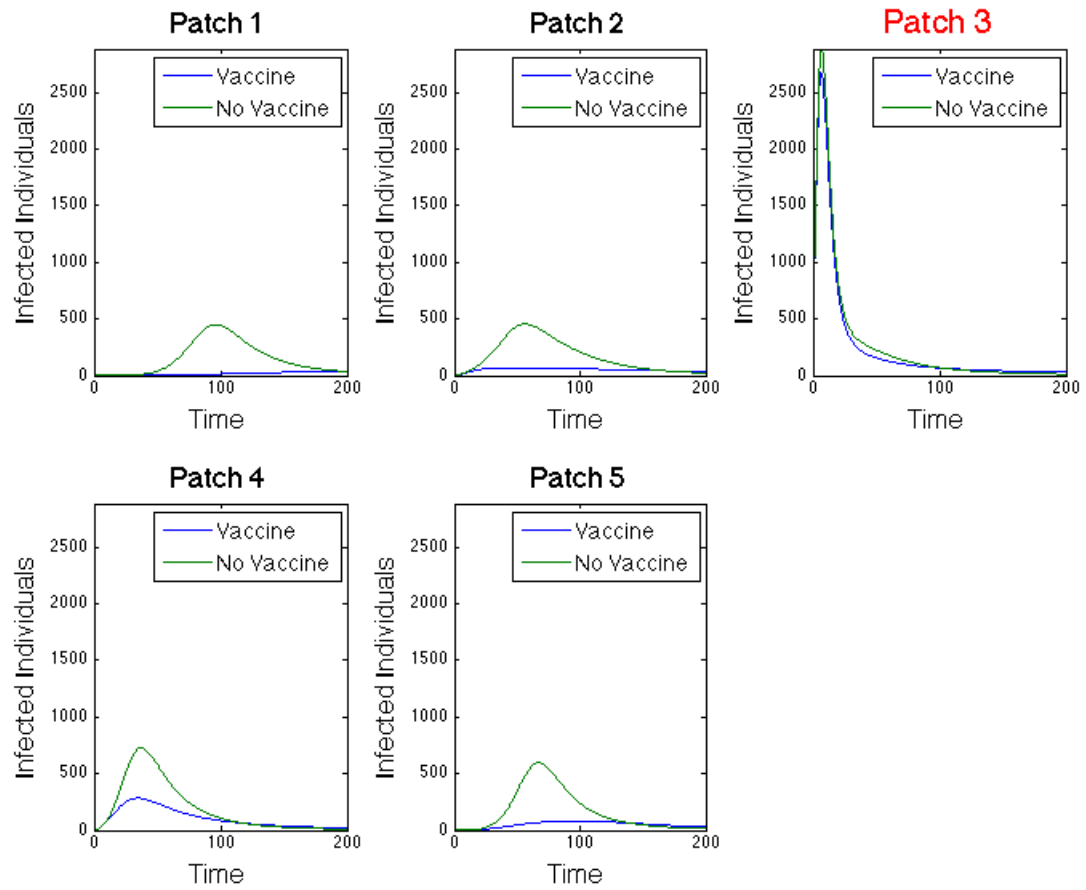 Patch 1
Infected Individuals
2500
2000
1500
1000
500
0
Vaccine
No Vaccine
0 100 200
Time
Patch 2
Infected Individuals
2500
2000
1500
1000
500
0
Vaccine
No Vaccine
0 100 200
Time
Patch 3
Infected Individuals
2500
2000
1500
1000
500
0
Vaccine
No Vaccine
0 100 200
Time
Patch 4
Infected Individuals
2500
2000
1500
1000
500
0
Vaccine
No Vaccine
0 100 200
Time
Patch 5
Infected Individuals
2500
2000
1500
1000
500
0
Vaccine
No Vaccine
0 100 200
Time